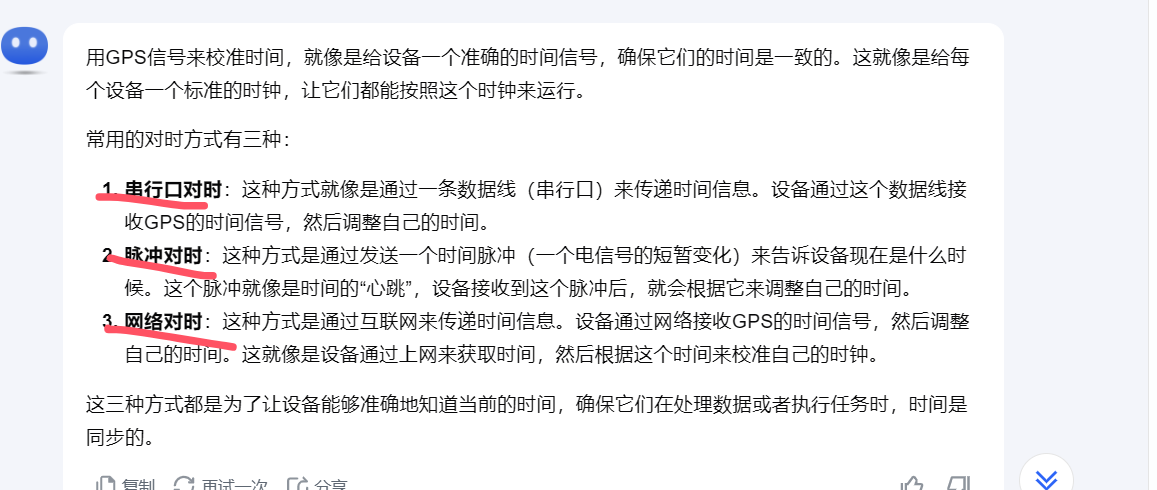 用GPS信号来校准时间，就像是给设备一个准确的时间信号，确保它们的时间是一致的。这就像是给每
个设备一个标准的时钟，让它们都能按照这个时钟来运行。
常用的对时方式有三种：
1. 串行口对时：这种方式就像是通过一条数据线（串行口）来传递时间信息。设备通过这个数据线接
收GPS的时间信号，然后调整自己的时间。
2. 脉冲对时：这种方式是通过发送一个时间脉冲（一个电信号的短暂变化）来告诉设备现在是什么时
候。这个脉冲就像是时间的“心跳”，设备接收到这个脉冲后，就会根据它来调整自己的时间。
3. 网络对时：这种方式是通过互联网来传递时间信息。设备通过网络接收GPS的时间信号，然后调整
自己的时间。这就像是设备通过上网来获取时间，然后根据这个时间来校准自己的时钟。
这三种方式都是为了让设备能够准确地知道当前的时间，确保它们在处理数据或者执行任务时，时间是
同步的。
复制 再试一次 分享